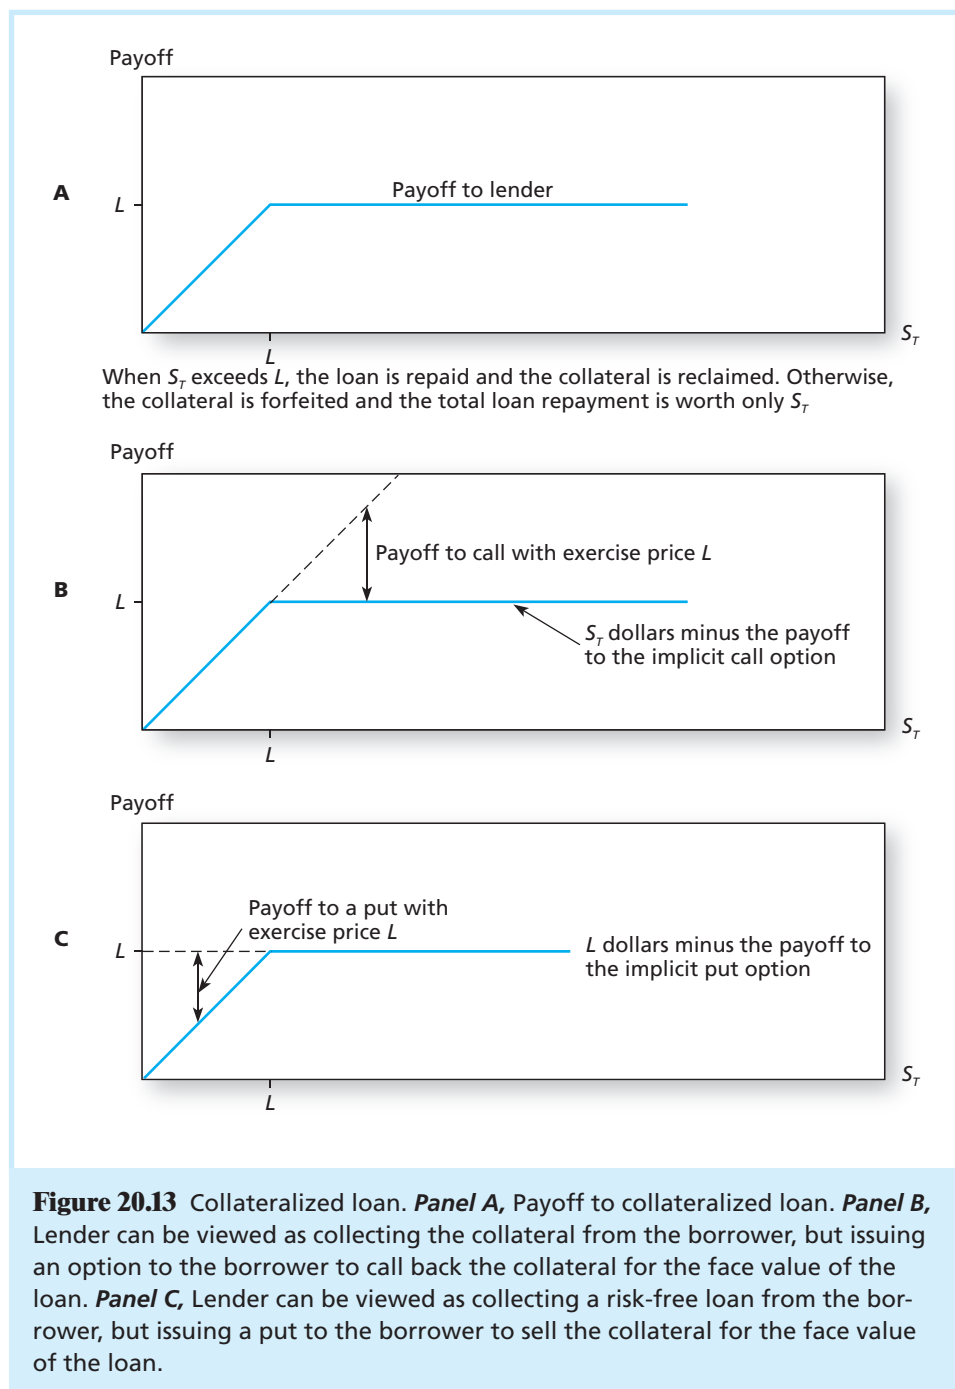 Payoff
A
L
Payoff to lender
L
S_T
When S_T exceeds L, the loan is repaid and the collateral is reclaimed. Otherwise,
the collateral is forfeited and the total loan repayment is worth only S_T
Payoff
B
L
Payoff to call with exercise price L
S_T dollars minus the payoff
to the implicit call option
L
S_T
Payoff
C
L
Payoff to a put with
exercise price L
L dollars minus the payoff to
the implicit put option
L
S_T
Figure 20.13 Collateralized loan. Panel A, Payoff to collateralized loan. Panel B,
Lender can be viewed as collecting the collateral from the borrower, but issuing
an option to the borrower to call back the collateral for the face value of the
loan. Panel C, Lender can be viewed as collecting a risk-free loan from the bor-
rower, but issuing a put to the borrower to sell the collateral for the face value
of the loan.